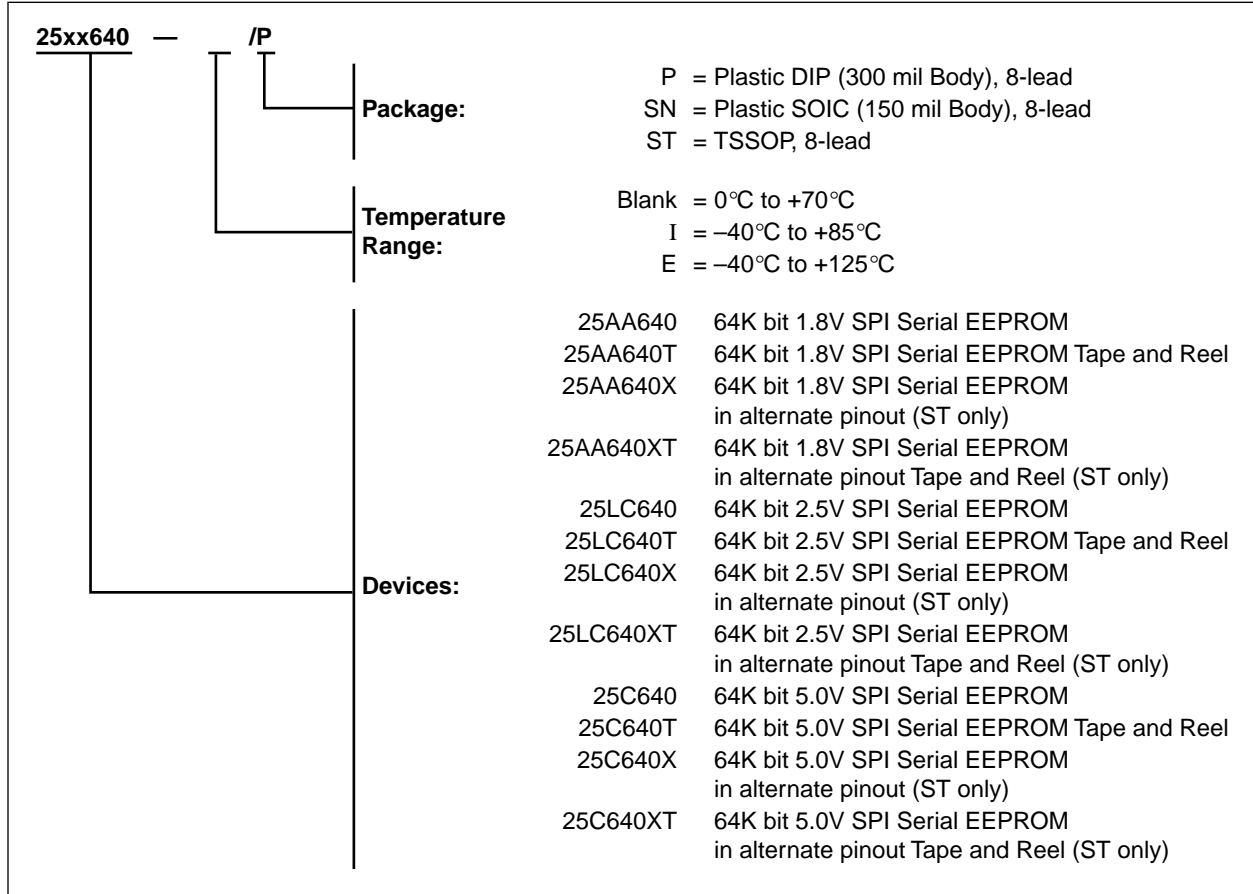 25xx640 — _ /P
Package:
P = Plastic DIP (300 mil Body), 8-lead
SN = Plastic SOIC (150 mil Body), 8-lead
ST = TSSOP, 8-lead
Temperature
Range:
Blank = 0°C to +70°C
I = –40°C to +85°C
E = –40°C to +125°C
Devices:
25AA640 64K bit 1.8V SPI Serial EEPROM
25AA640T 64K bit 1.8V SPI Serial EEPROM Tape and Reel
25AA640X 64K bit 1.8V SPI Serial EEPROM
in alternate pinout (ST only)
25AA640XT 64K bit 1.8V SPI Serial EEPROM
in alternate pinout Tape and Reel (ST only)
25LC640 64K bit 2.5V SPI Serial EEPROM
25LC640T 64K bit 2.5V SPI Serial EEPROM Tape and Reel
25LC640X 64K bit 2.5V SPI Serial EEPROM
in alternate pinout (ST only)
25LC640XT 64K bit 2.5V SPI Serial EEPROM
in alternate pinout Tape and Reel (ST only)
25C640 64K bit 5.0V SPI Serial EEPROM
25C640T 64K bit 5.0V SPI Serial EEPROM Tape and Reel
25C640X 64K bit 5.0V SPI Serial EEPROM
in alternate pinout (ST only)
25C640XT 64K bit 5.0V SPI Serial EEPROM
in alternate pinout Tape and Reel (ST only)